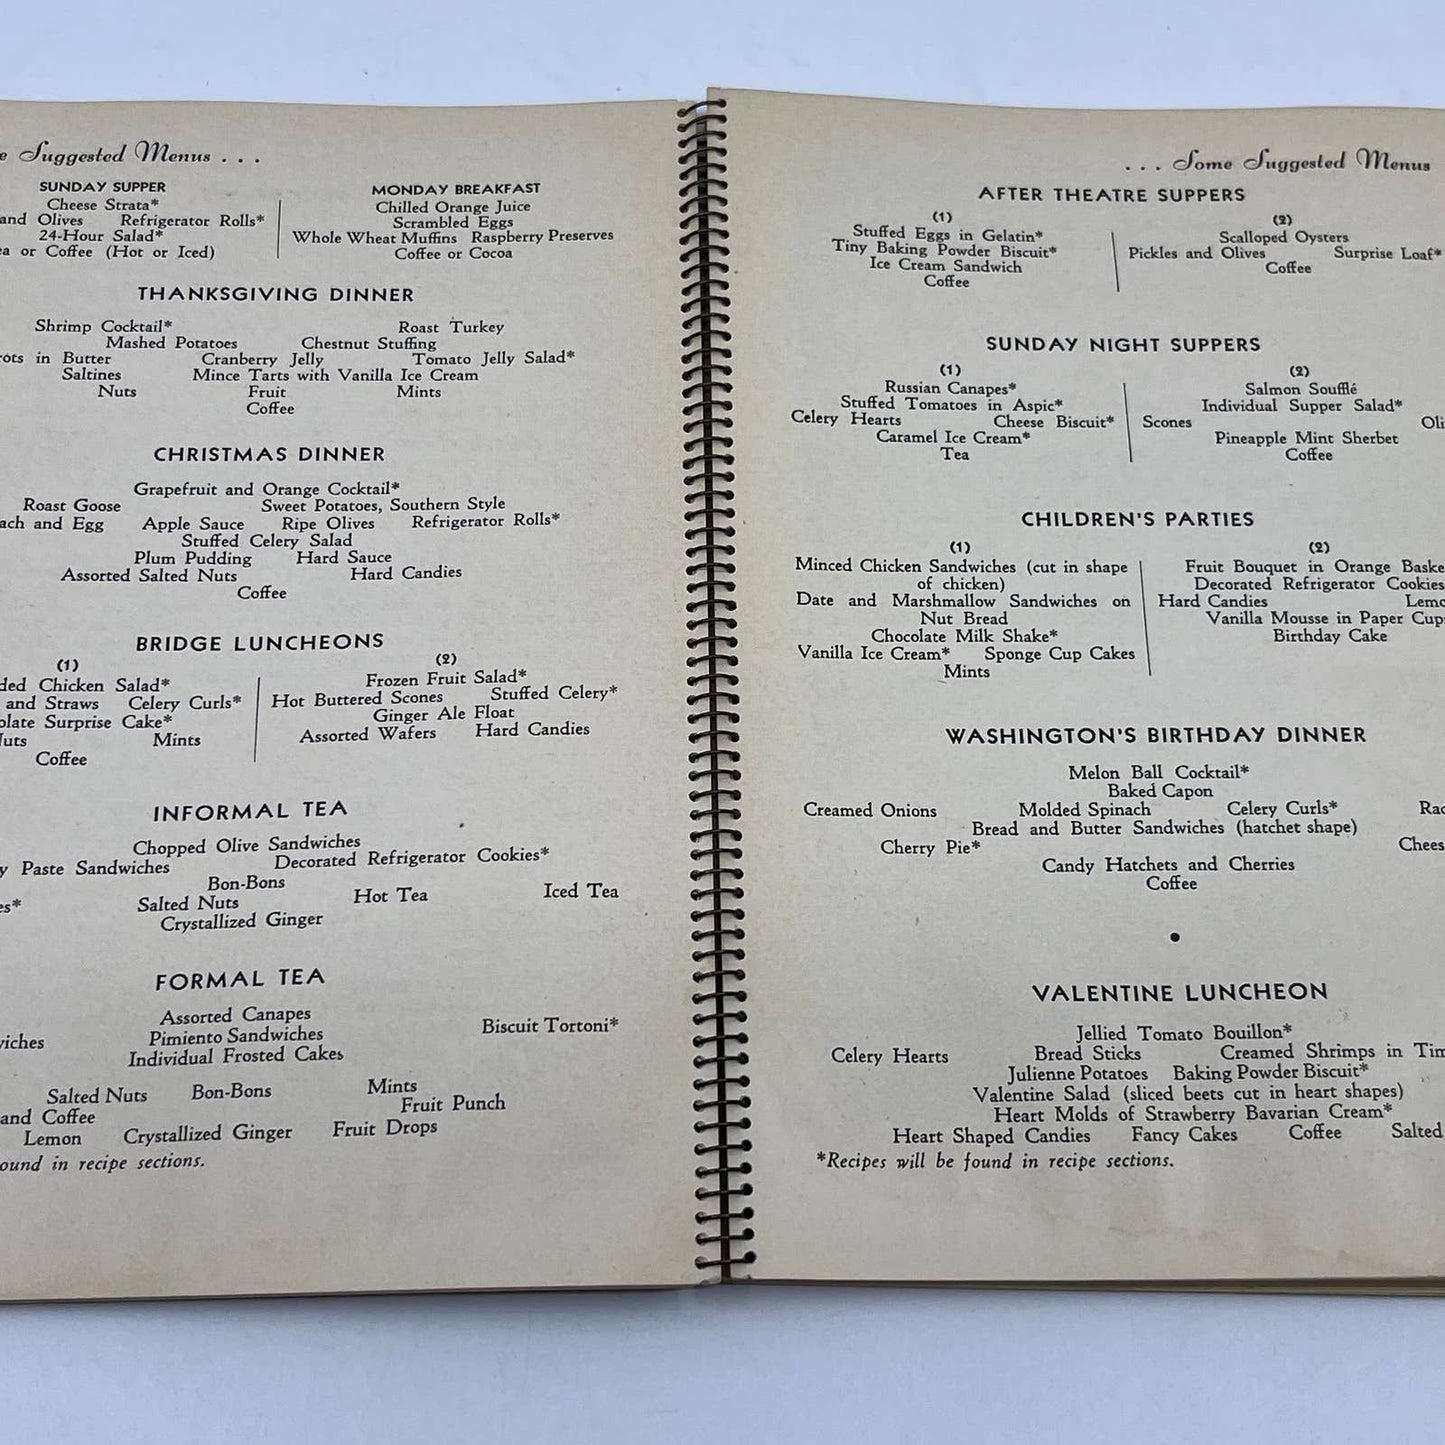 Suggested Menus . . .
SUNDAY SUPPER
Cheese Strata*
and Olives Refrigerator Rolls*
24-Hour Salad*
or Coffee (Hot or Iced)
MONDAY BREAKFAST
Chilled Orange Juice
Scrambled Eggs
Whole Wheat Muffins Raspberry Preserves
Coffee or Cocoa
THANKSGIVING DINNER
Shrimp Cocktail* Roast Turkey
Mashed Potatoes Chestnut Stuffing
in Butter Cranberry Jelly Tomato Jelly Salad*
Saltines Mince Tarts with Vanilla Ice Cream
Nuts Fruit Mints
Coffee
CHRISTMAS DINNER
Grapefruit and Orange Cocktail*
Roast Goose Sweet Potatoes, Southern Style
and Egg Apple Sauce Ripe Olives Refrigerator Rolls*
Stuffed Celery Salad
Plum Pudding Hard Sauce
Assorted Salted Nuts Hard Candies
Coffee
BRIDGE LUNCHEONS
(1)
Chicken Salad*
and Straws Celery Curls*
Surprise Cake*
Mints
Coffee
(2)
Frozen Fruit Salad*
Hot Buttered Scones Stuffed Celery*
Ginger Ale Float
Assorted Wafers Hard Candies
INFORMAL TEA
Chopped Olive Sandwiches
Paste Sandwiches Decorated Refrigerator Cookies*
Bon-Bons
Salted Nuts Hot Tea Iced Tea
Crystallized Ginger
FORMAL TEA
Assorted Canapes
Pimiento Sandwiches Biscuit Tortoni*
Individual Frosted Cakes
Salted Nuts Bon-Bons Mints
and Coffee Fruit Punch
Lemon Crystallized Ginger Fruit Drops
in recipe sections.
. . . Some Suggested Menus
AFTER THEATRE SUPPERS
(1)
Stuffed Eggs in Gelatin*
Tiny Baking Powder Biscuit*
Ice Cream Sandwich
Coffee
(2)
Scalloped Oysters
Pickles and Olives Surprise Loaf*
Coffee
SUNDAY NIGHT SUPPERS
(1)
Russian Canapes*
Stuffed Tomatoes in Aspic*
Celery Hearts Cheese Biscuit*
Caramel Ice Cream*
Tea
(2)
Salmon Soufflé
Individual Supper Salad*
Scones
Pineapple Mint Sherbet
Coffee
CHILDREN'S PARTIES
(1)
Minced Chicken Sandwiches (cut in shape
of chicken)
Date and Marshmallow Sandwiches on
Nut Bread
Chocolate Milk Shake*
Vanilla Ice Cream* Sponge Cup Cakes
Mints
(2)
Fruit Bouquet in Orange
Decorated Refrigerator Cookies
Hard Candies
Vanilla Mousse in Paper
Birthday Cake
WASHINGTON'S BIRTHDAY DINNER
Melon Ball Cocktail*
Baked Capon
Creamed Onions Molded Spinach Celery Curls*
Bread and Butter Sandwiches (hatchet shape)
Cherry Pie*
Candy Hatchets and Cherries
Coffee
VALENTINE LUNCHEON
Jellied Tomato Bouillon*
Celery Hearts Bread Sticks Creamed Shrimps in
Julienne Potatoes Baking Powder Biscuit*
Valentine Salad (sliced beets cut in heart shapes)
Heart Molds of Strawberry Bavarian Cream*
Heart Shaped Candies Fancy Cakes Coffee Salted
*Recipes will be found in recipe sections.